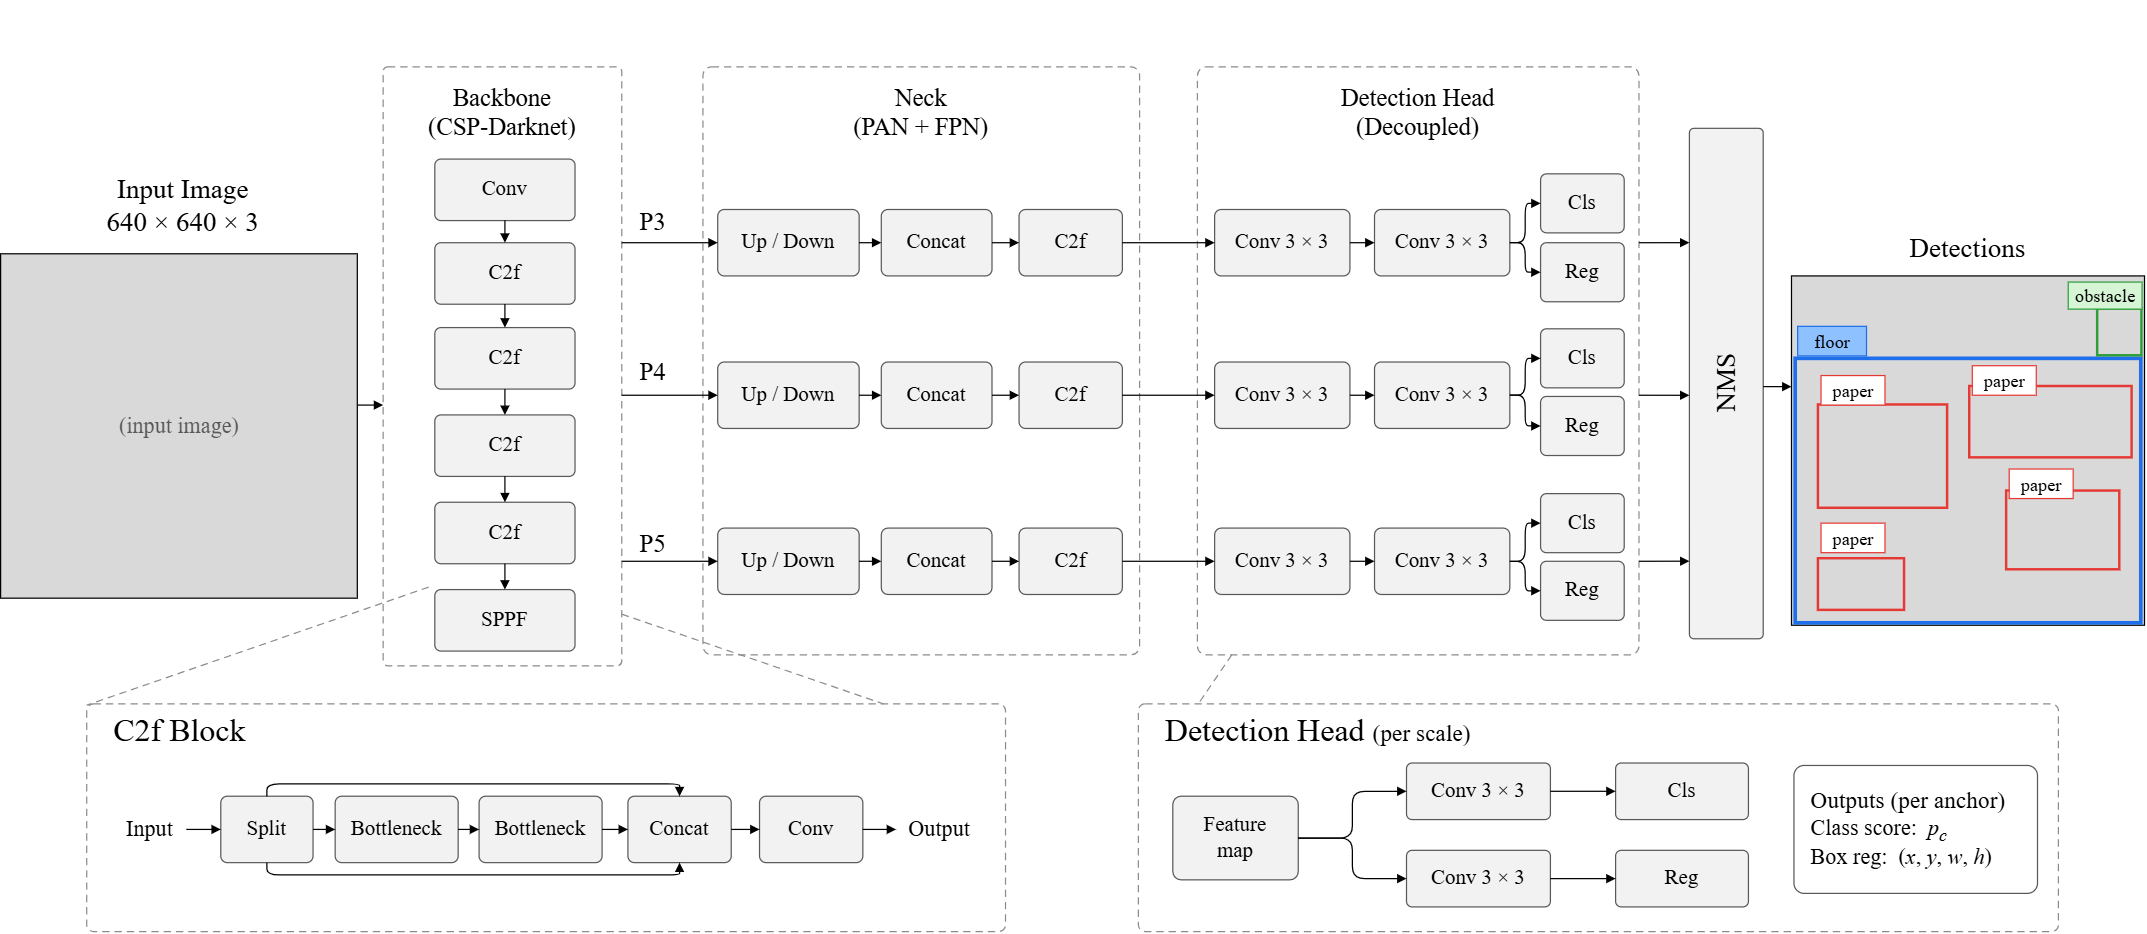 Input Image
640 × 640 × 3
(input image)
Backbone
(CSP-Darknet)
Conv
C2f
C2f
C2f
C2f
SPPF
P3
P4
P5
Neck
(PAN + FPN)
Up / Down
Concat
C2f
Up / Down
Concat
C2f
Up / Down
Concat
C2f
Detection Head
(Decoupled)
Conv 3 × 3
Conv 3 × 3
Cls
Reg
Conv 3 × 3
Conv 3 × 3
Cls
Reg
Conv 3 × 3
Conv 3 × 3
Cls
Reg
NMS
Detections
obstacle
floor
paper
paper
paper
paper
C2f Block
Input
Split
Bottleneck
Bottleneck
Concat
Conv
Output
Detection Head (per scale)
Feature
map
Conv 3 × 3
Cls
Conv 3 × 3
Reg
Outputs (per anchor)
Class score: p_c
Box reg: (x, y, w, h)